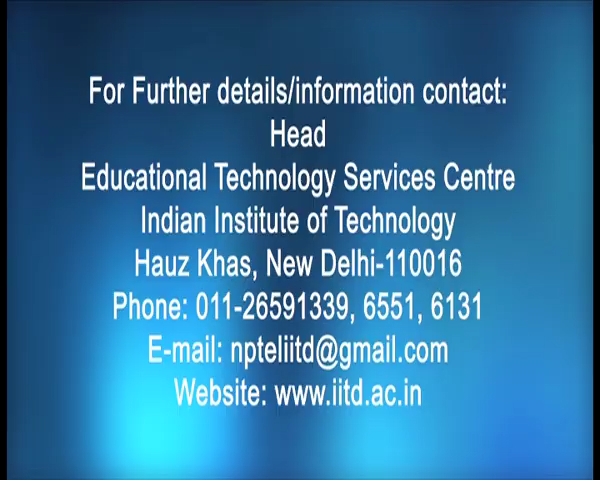 For Further details/information contact:
Head
Educational Technology Services Centre
Indian Institute of Technology
Hauz Khas, New Delhi-110016
Phone: 011-26591339, 6551, 6131
E-mail: npteliitd@gmail.com
Website: www.iitd.ac.in